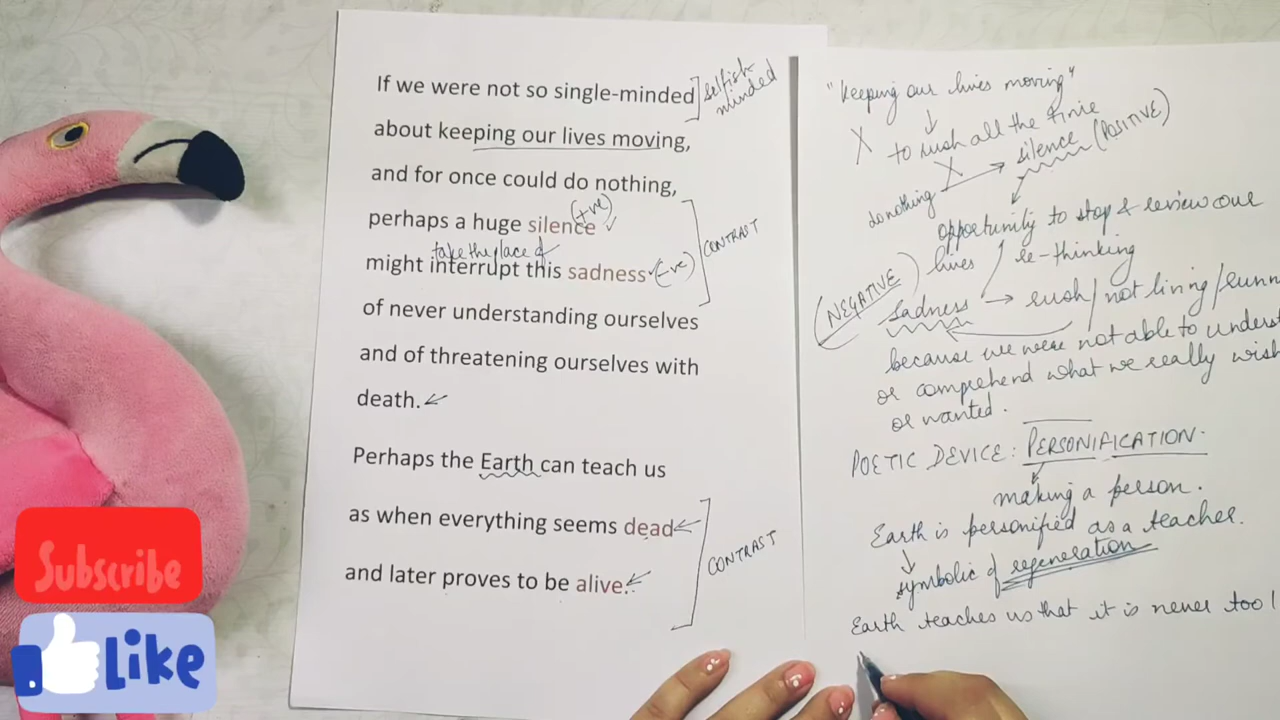 If we were not so single-minded
selfish-
minded
about keeping our lives moving,
and for once could do nothing,
(+ve)
perhaps a huge silence
take the place of
might interrupt this sadness (-ve)
CONTRAST
of never understanding ourselves
and of threatening ourselves with
death.
Perhaps the Earth can teach us
as when everything seems dead
and later proves to be alive.
CONTRAST
"Keeping our lives moving"
X to rush all the time
X
do nothing → silence (POSITIVE)
opportunity to stop & review our
lives re-thinking
(NEGATIVE)
Sadness → rush/ not living/
because we were not able to
or comprehend what we really wish
or wanted.
POETIC DEVICE: PERSONIFICATION.
making a person.
Earth is personified as a teacher.
symbolic of regeneration
Earth teaches us that it is never too
Subscribe
Like